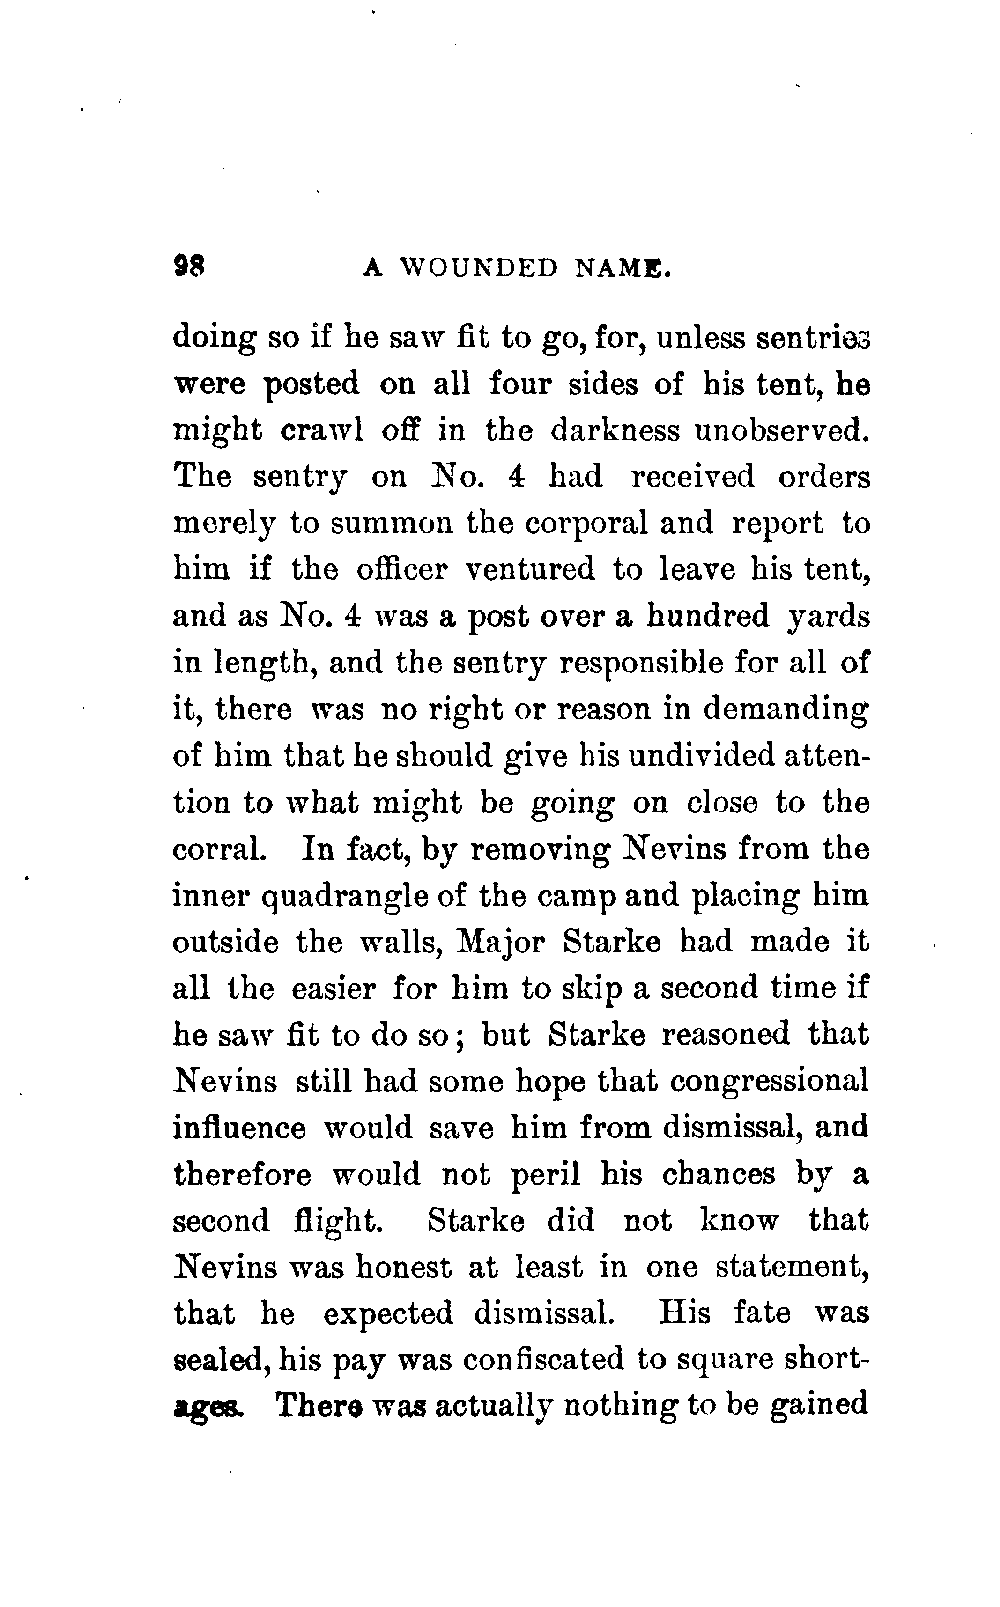 98 A WOUNDED NAME.
doing so if he saw fit to go, for, unless sentries
were posted on all four sides of his tent, he
might crawl off in the darkness unobserved.
The sentry on No. 4 had received orders
merely to summon the corporal and report to
him if the officer ventured to leave his tent,
and as No. 4 was a post over a hundred yards
in length, and the sentry responsible for all of
it, there was no right or reason in demanding
of him that he should give his undivided atten-
tion to what might be going on close to the
corral. In fact, by removing Nevins from the
inner quadrangle of the camp and placing him
outside the walls, Major Starke had made it
all the easier for him to skip a second time if
he saw fit to do so; but Starke reasoned that
Nevins still had some hope that congressional
influence would save him from dismissal, and
therefore would not peril his chances by a
second flight. Starke did not know that
Nevins was honest at least in one statement,
that he expected dismissal. His fate was
sealed, his pay was confiscated to square short-
ages. There was actually nothing to be gained